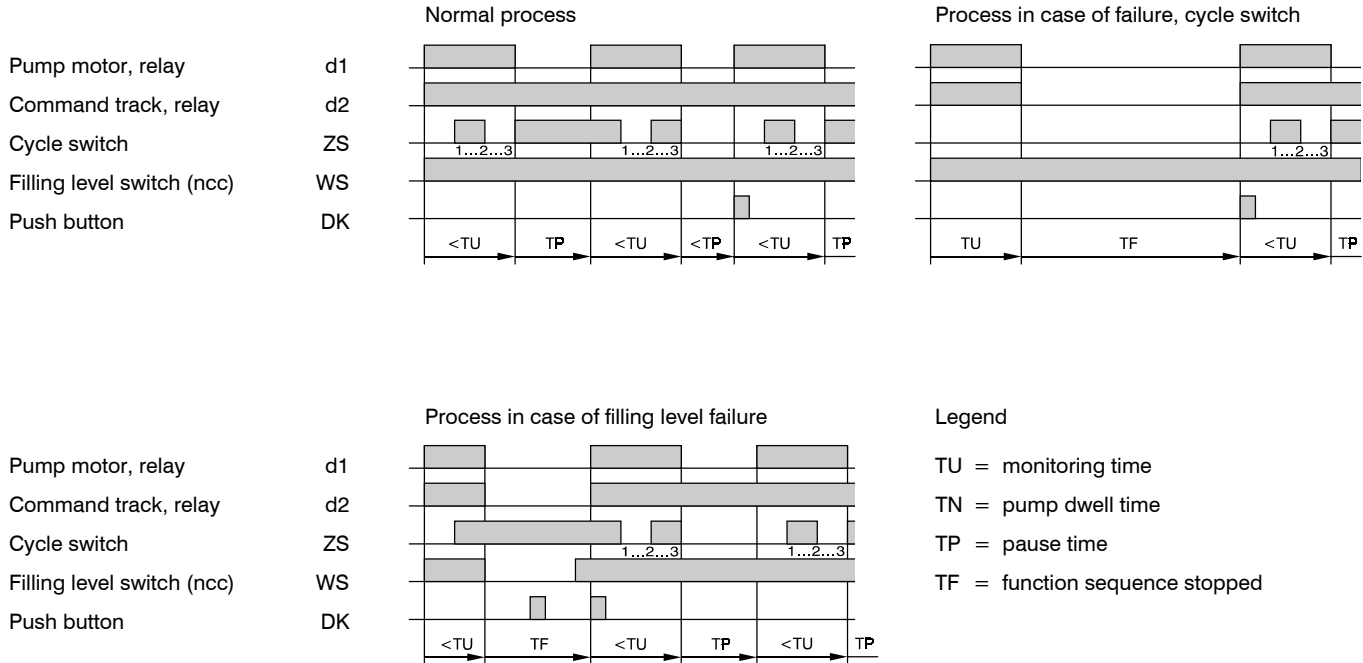 Normal process
Process in case of failure, cycle switch
Pump motor, relay d1
Command track, relay d2
Cycle switch ZS
1...2...3 1...2...3 1...2...3 1...2...3
Filling level switch (ncc) WS
Push button DK
<TU TP <TU <TP <TU TP TU TF <TU TP
Process in case of filling level failure
Legend
Pump motor, relay d1
TU = monitoring time
Command track, relay d2
TN = pump dwell time
Cycle switch ZS
TP = pause time
1...2...3 1...2...3
Filling level switch (ncc) WS
TF = function sequence stopped
Push button DK
<TU TF <TU TP <TU TP